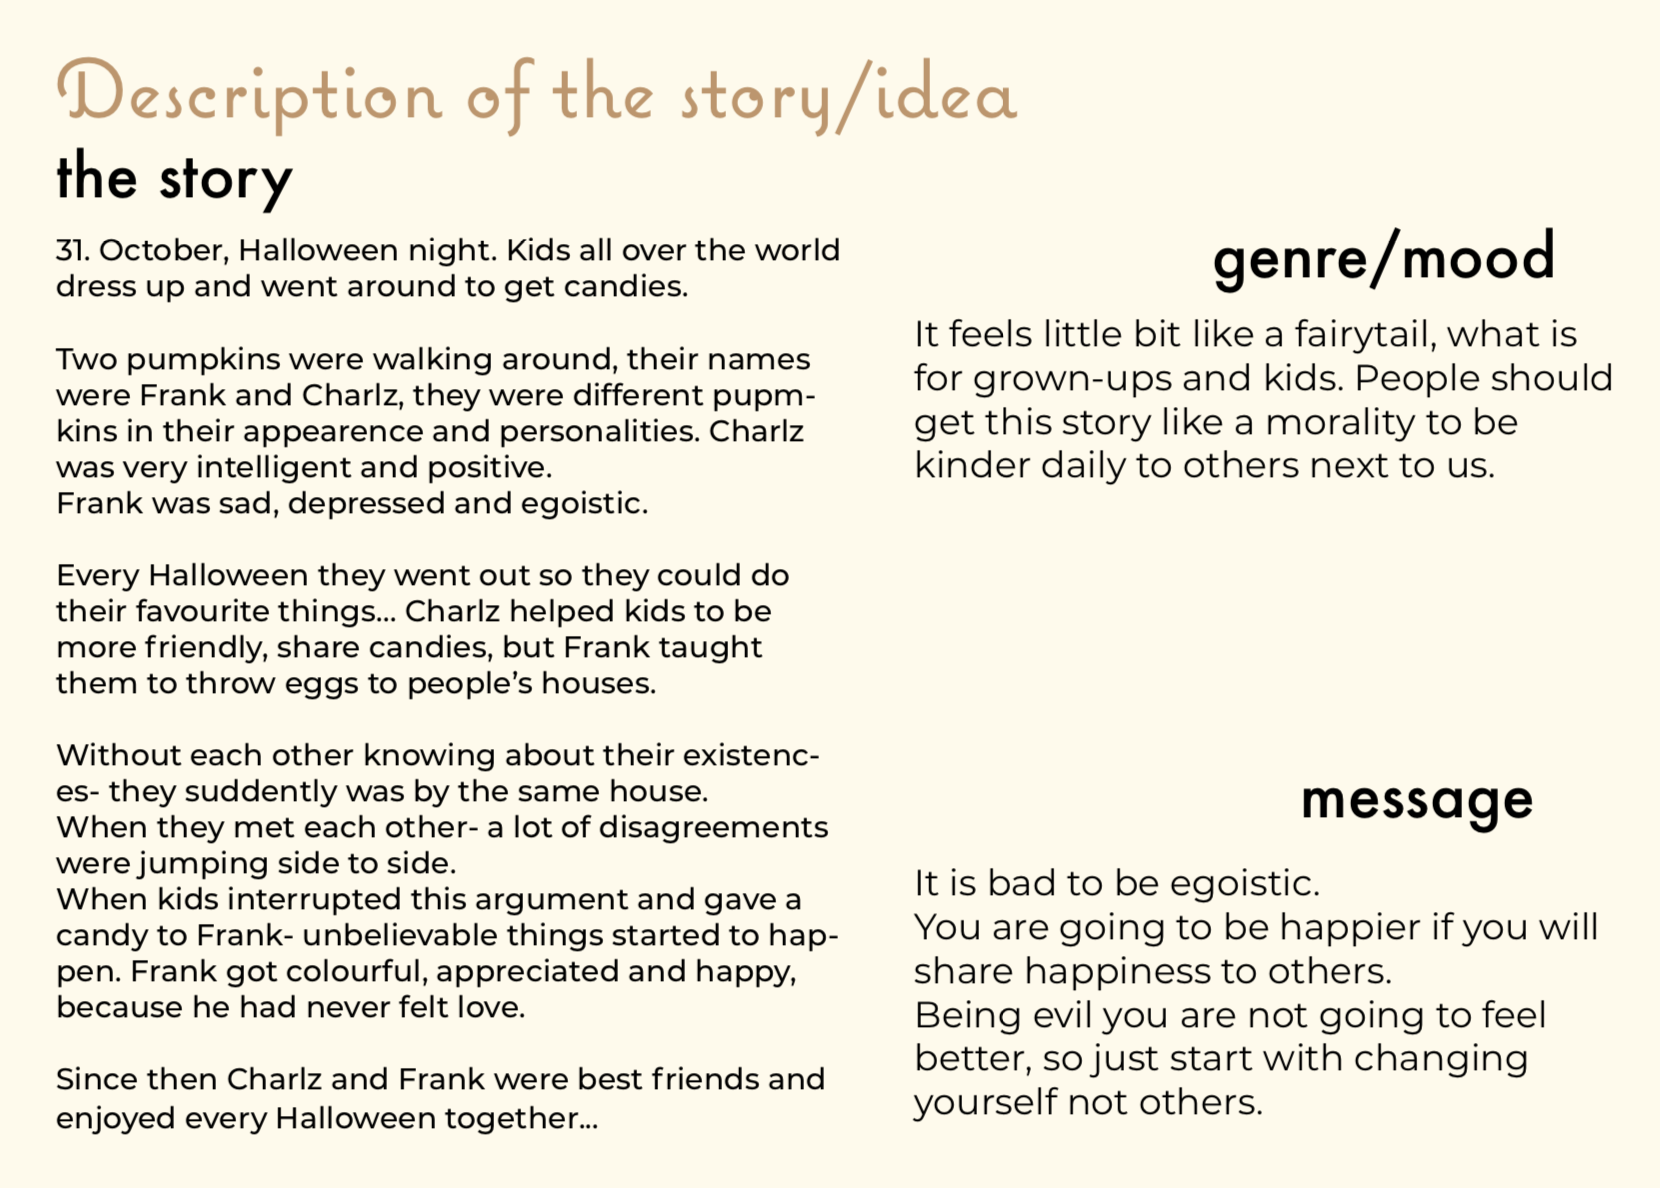 Description of the story/idea
the story
31. October, Halloween night. Kids all over the world
dress up and went around to get candies.
Two pumpkins were walking around, their names
were Frank and Charlz, they were different pupm-
kins in their appearence and personalities. Charlz
was very intelligent and positive.
Frank was sad, depressed and egoistic.
Every Halloween they went out so they could do
their favourite things... Charlz helped kids to be
more friendly, share candies, but Frank taught
them to throw eggs to people's houses.
Without each other knowing about their existenc-
es- they suddently was by the same house.
When they met each other- a lot of disagreements
were jumping side to side.
When kids interrupted this argument and gave a
candy to Frank- unbelievable things started to hap-
pen. Frank got colourful, appreciated and happy,
because he had never felt love.
Since then Charlz and Frank were best friends and
enjoyed every Halloween together...
genre/mood
It feels little bit like a fairytail, what is
for grown-ups and kids. People should
get this story like a morality to be
kinder daily to others next to us.
message
It is bad to be egoistic.
You are going to be happier if you will
share happiness to others.
Being evil you are not going to feel
better, so just start with changing
yourself not others.